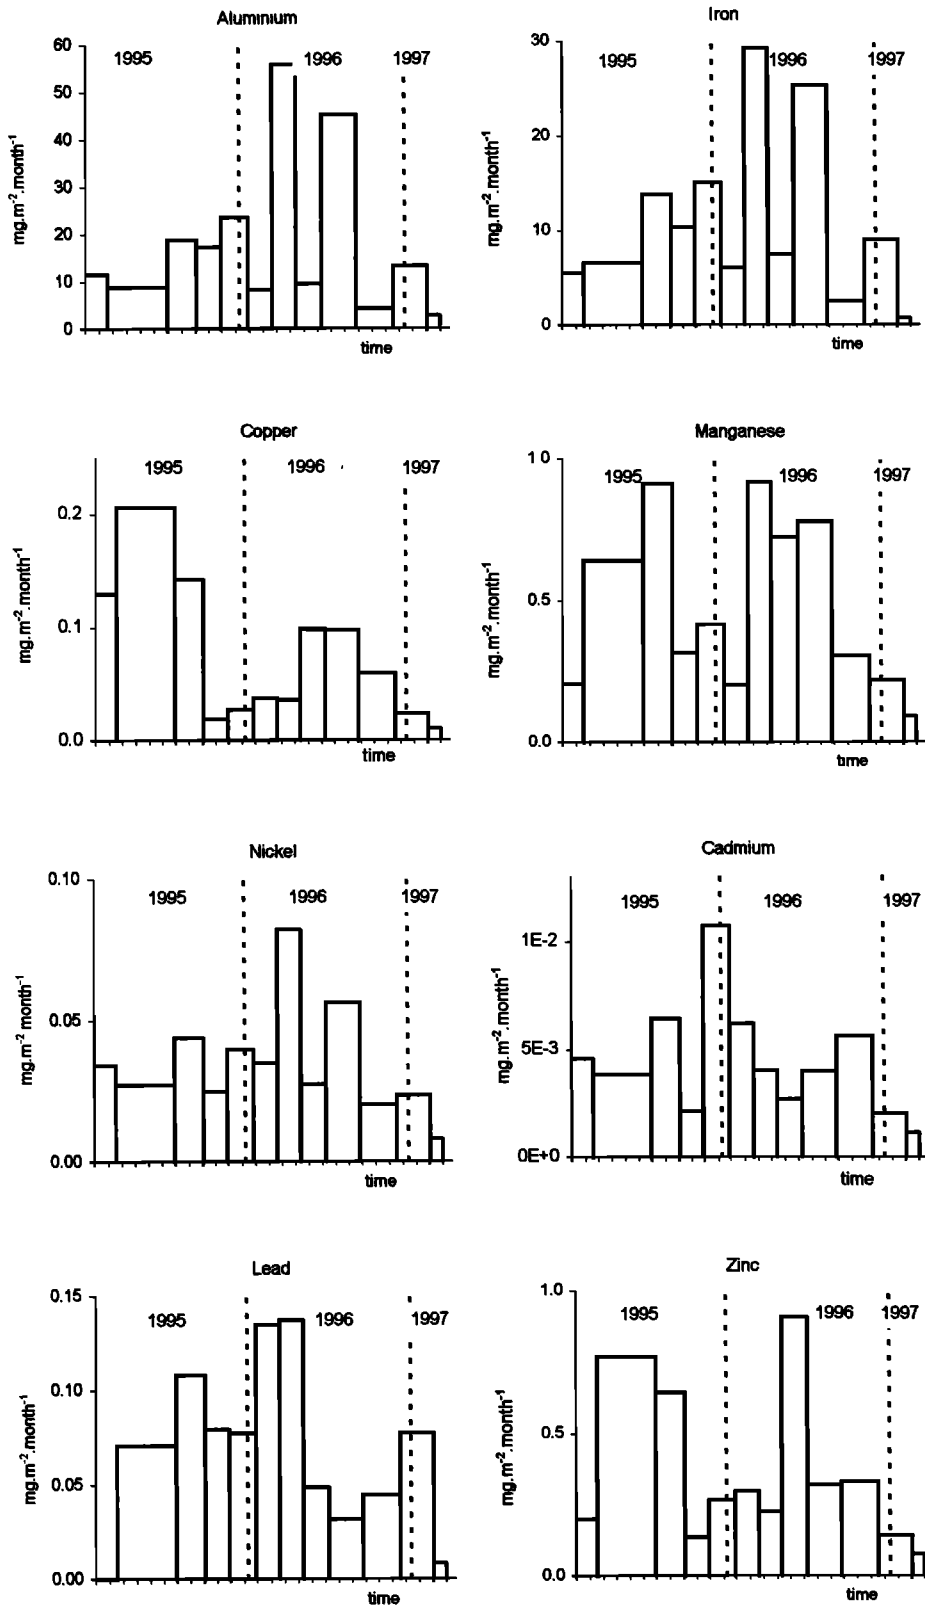 Aluminium
60
50
40
30
20
10
0
mg.m-2.month-1
1995
1996
1997
time
Iron
30
20
10
0
mg.m-2.month-1
1995
1996
1997
time
Copper
0.2
0.1
0.0
mg.m-2.month-1
1995
1996
1997
time
Manganese
1 0
0.5
0.0
mg.m-2.month-1
1995
1996
1997
time
Nickel
0.10
0.05
0.00
mg.m-2 month-1
1995
1996
1997
time
Cadmium
1E-2
5E-3
0E+0
mg.m-2.month-1
1995
1996
1997
time
Lead
0.15
0.10
0.05
0.00
mg.m-2.month-1
1995
1996
1997
time
Zinc
1.0
0.5
0.0
mg.m-2.month-1
1995
1996
1997
time